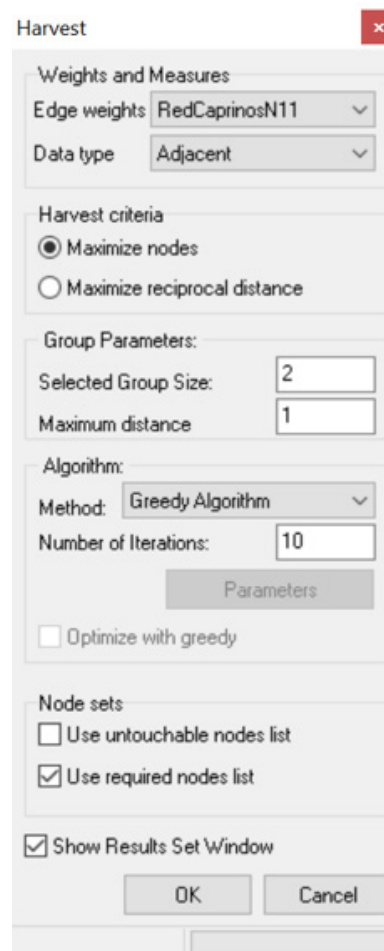 Harvest
Weights and Measures
Edge weights RedCaprinosN11
Data type Adjacent
Harvest criteria
Maximize nodes
Maximize reciprocal distance
Group Parameters:
Selected Group Size: 2
Maximum distance 1
Algorithm:
Method: Greedy Algorithm
Number of Iterations: 10
Parameters
Optimize with greedy
Node sets
Use untouchable nodes list
Use required nodes list
Show Results Set Window
OK Cancel